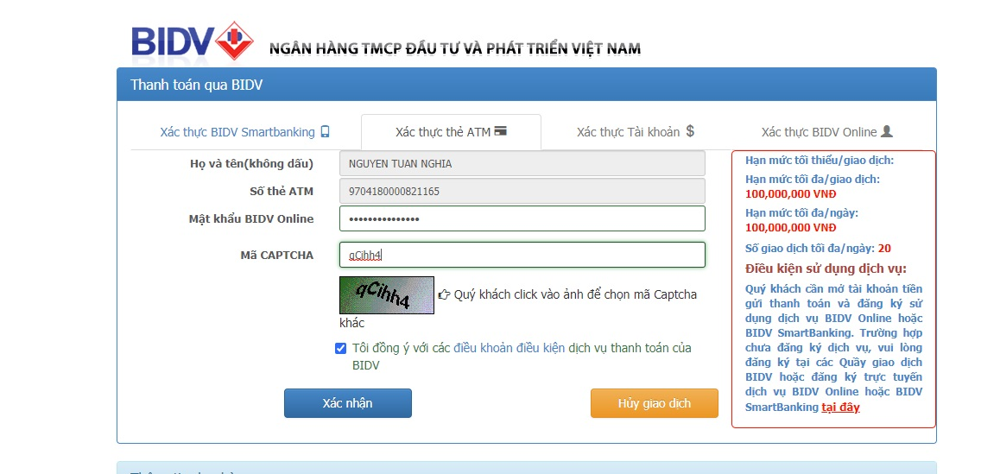 BIDV
NGÂN HÀNG TMCP ĐẦU TƯ VÀ PHÁT TRIỂN VIỆT NAM
Thanh toán qua BIDV
Xác thực BIDV Smartbanking
Xác thực thẻ ATM
Xác thực Tài khoản $
Xác thực BIDV Online
Họ và tên(không dấu)
NGUYEN TUAN NGHIA
Số thẻ ATM
9704180000821165
Mật khẩu BIDV Online
•••••••••••••••
Mã CAPTCHA
qCihh4
qCihh4
Quý khách click vào ảnh để chọn mã Captcha
khác
Tôi đồng ý với các điều khoản điều kiện dịch vụ thanh toán của
BIDV
Xác nhận
Hủy giao dịch
Hạn mức tối thiểu/giao dịch:
Hạn mức tối đa/giao dịch:
100,000,000 VNĐ
Hạn mức tối đa/ngày:
100,000,000 VNĐ
Số giao dịch tối đa/ngày: 20
Điều kiện sử dụng dịch vụ:
Quý khách cần mở tài khoản tiền
gửi thanh toán và đăng ký sử
dụng dịch vụ BIDV Online hoặc
BIDV SmartBanking. Trường hợp
chưa đăng ký dịch vụ, vui lòng
đăng ký tại các Quầy giao dịch
BIDV hoặc đăng ký trực tuyến
dịch vụ BIDV Online hoặc BIDV
SmartBanking tại đây